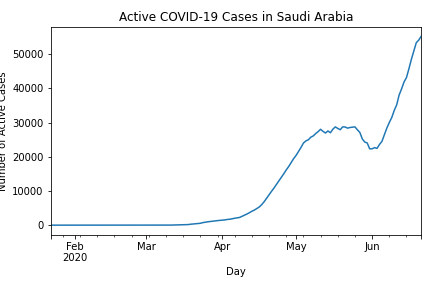 Active COVID-19 Cases in Saudi Arabia
Number of Active Cases
50000
40000
30000
20000
10000
0
Feb Mar Apr May Jun
2020
Day